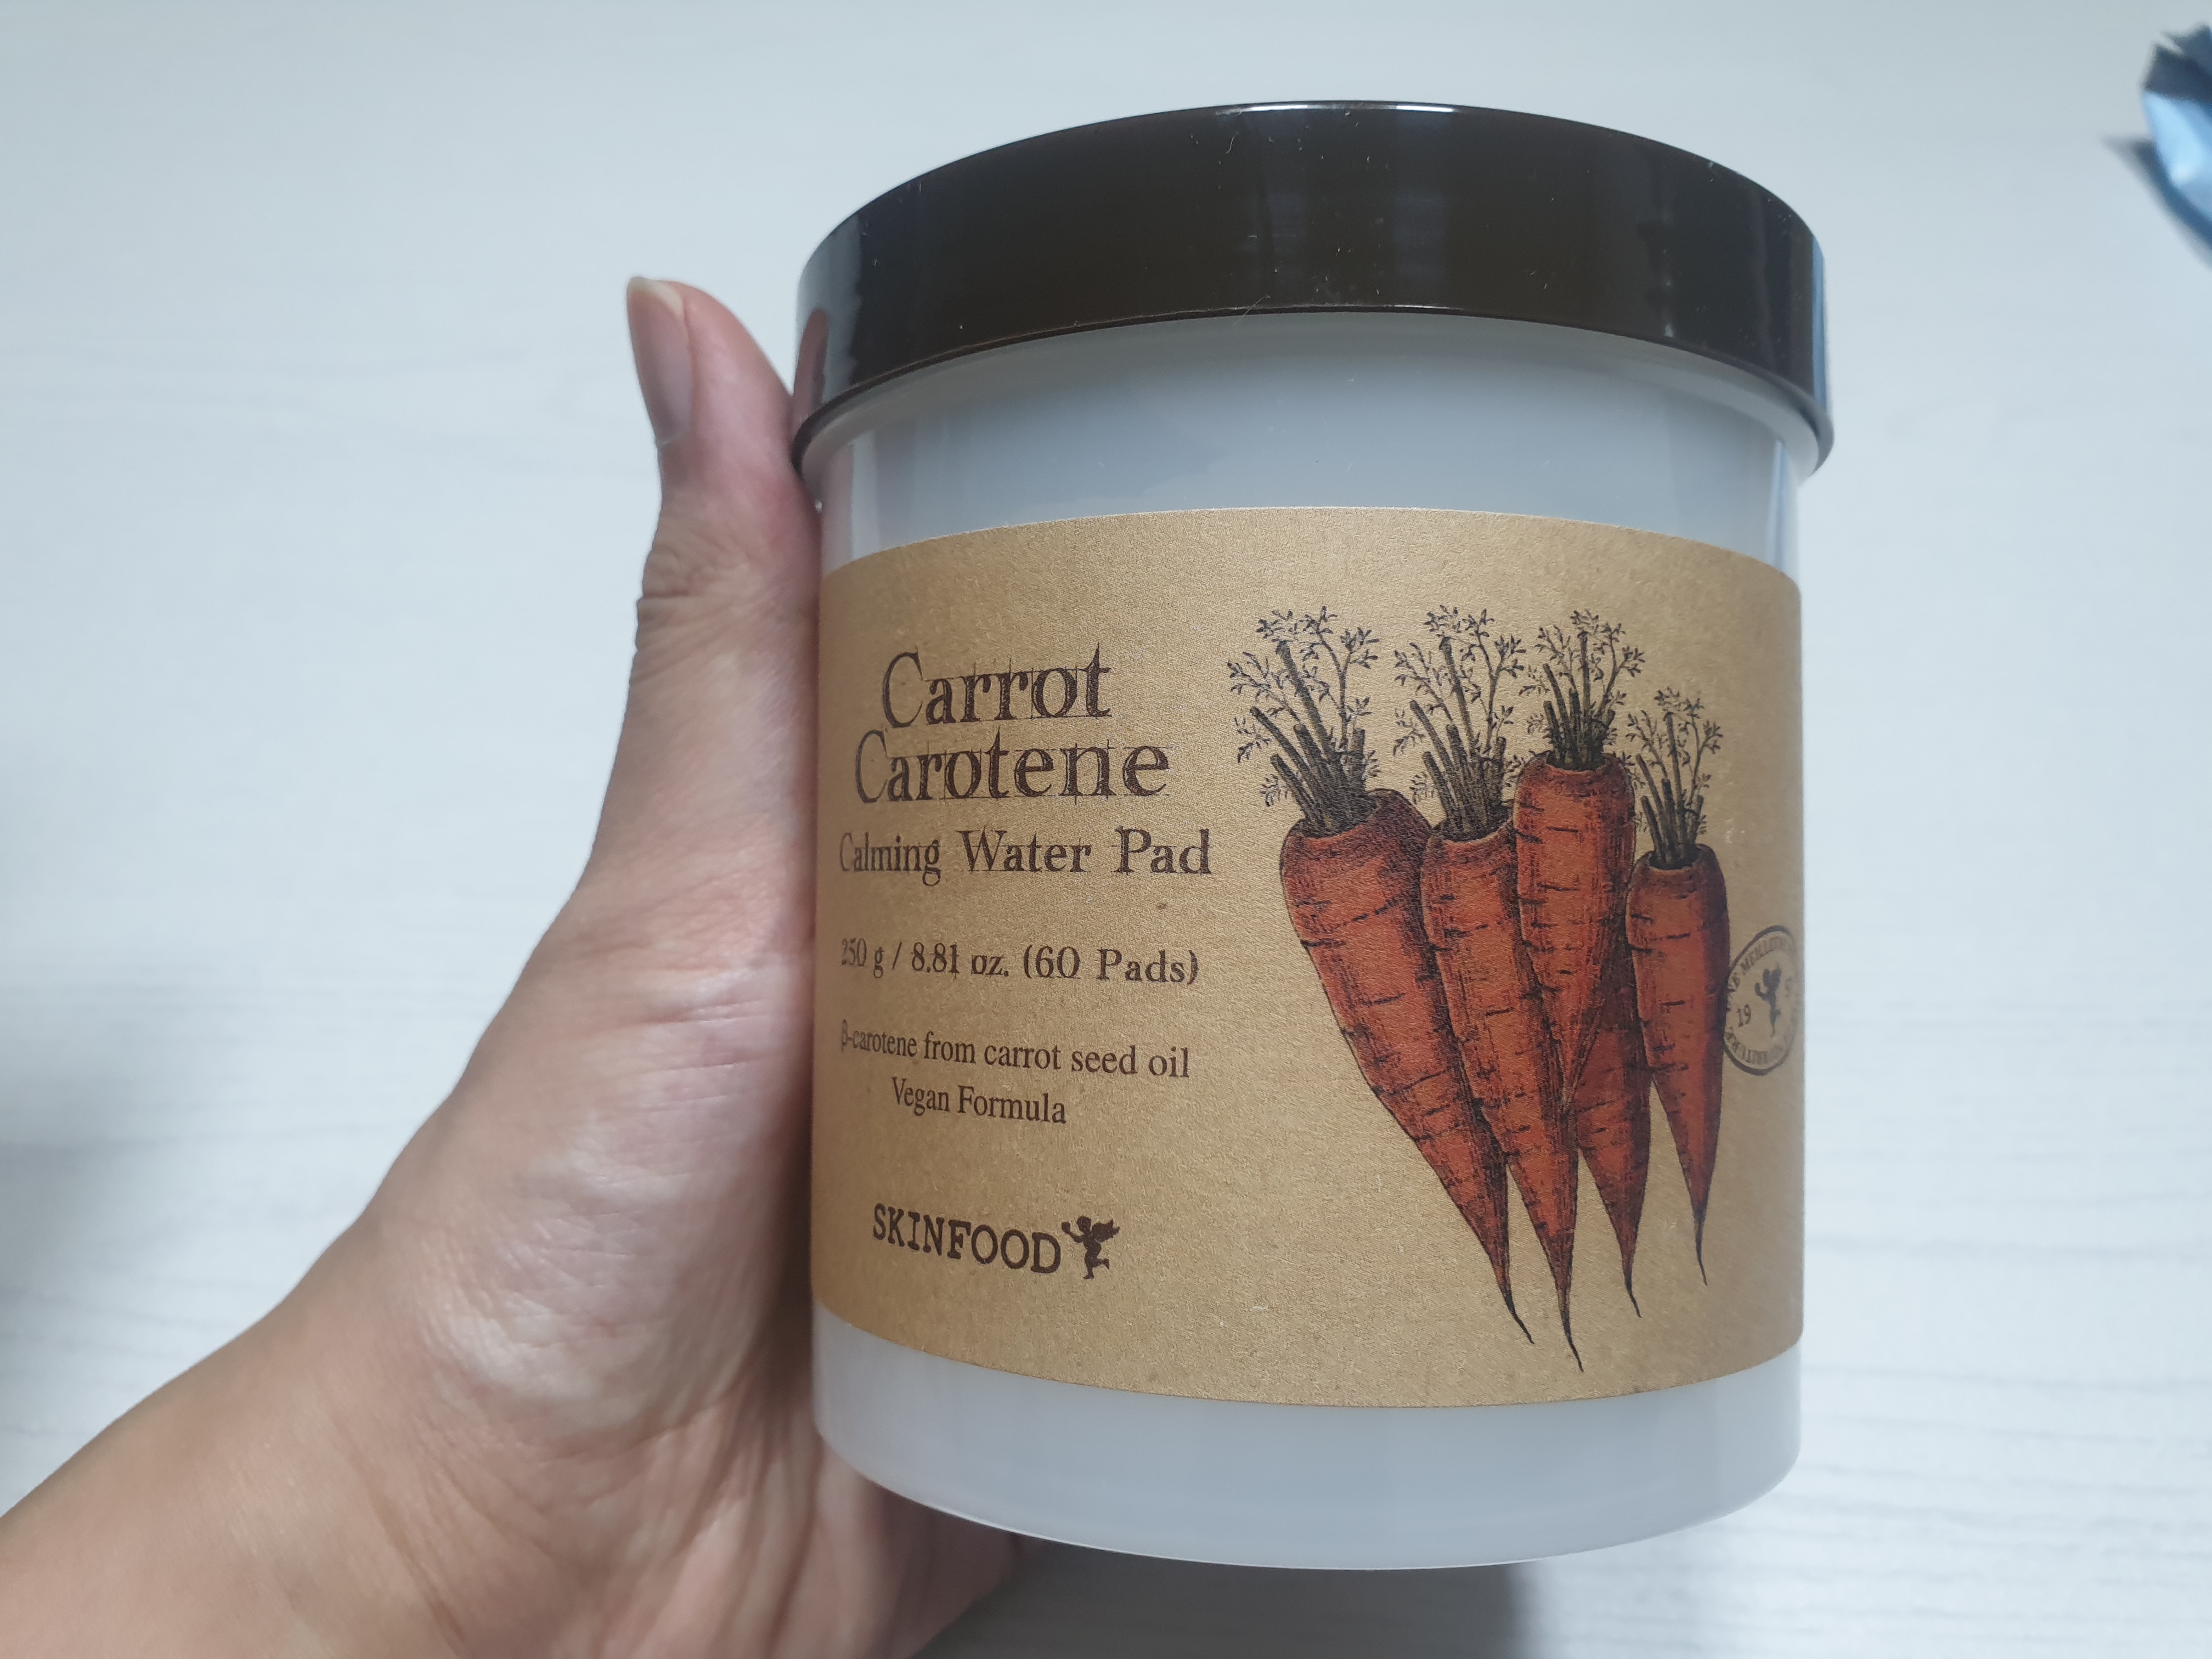 Carrot
Carotene
Calming Water Pad
250 g / 8.81 oz. (60 Pads)
β-carotene from carrot seed oil
Vegan Formula
SKINFOOD
19